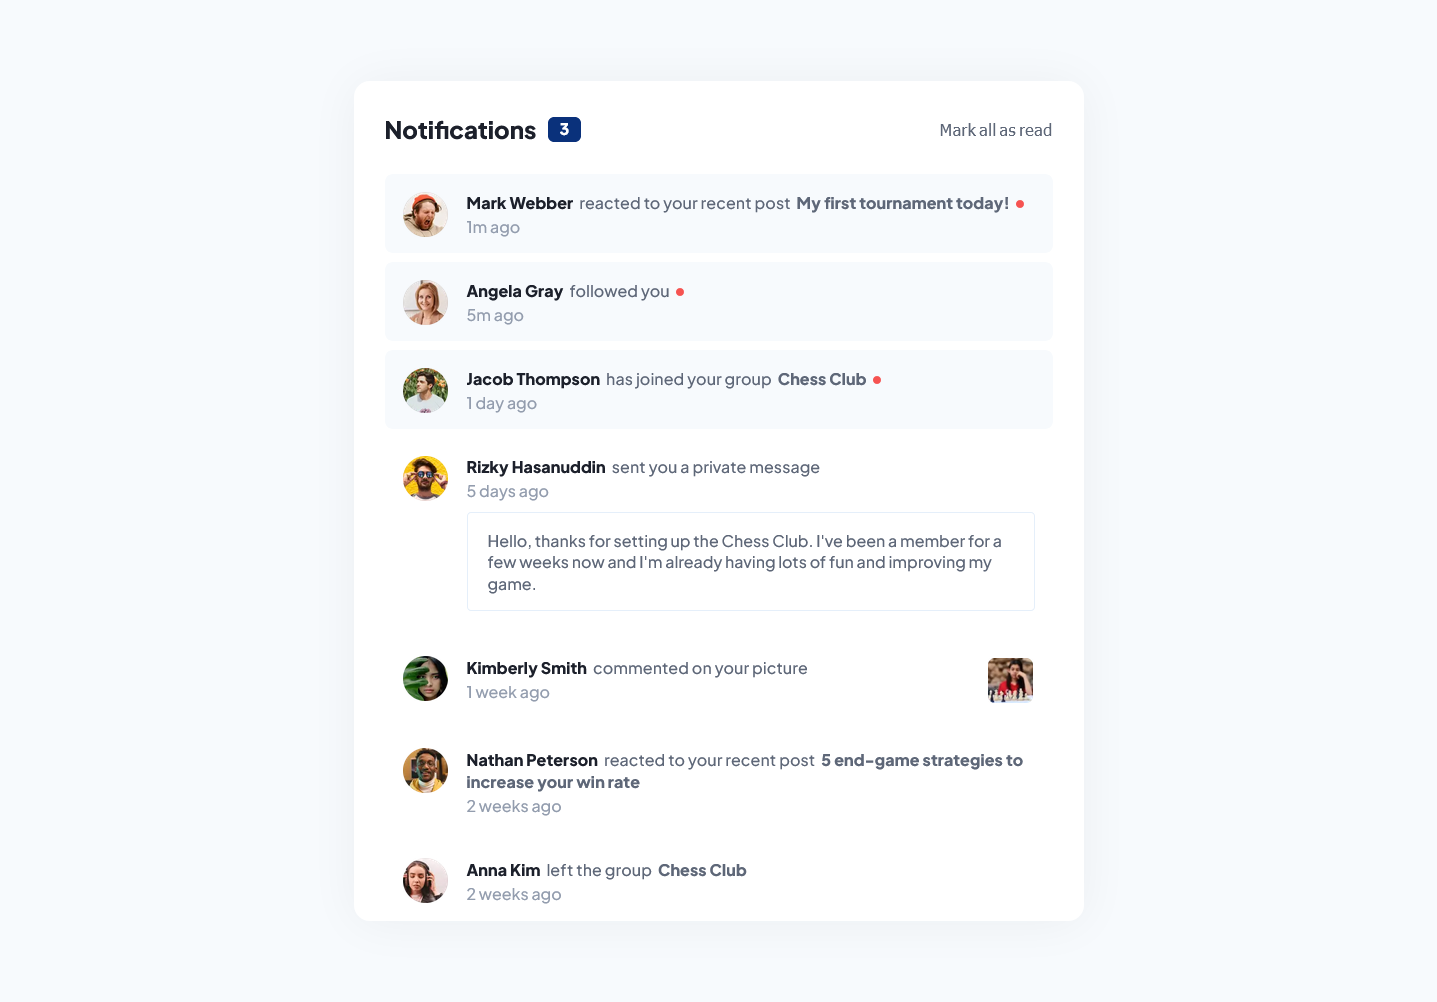 Notifications 3
Mark all as read
Mark Webber reacted to your recent post My first tournament today!
1m ago
Angela Gray followed you
5m ago
Jacob Thompson has joined your group Chess Club
1 day ago
Rizky Hasanuddin sent you a private message
5 days ago
Hello, thanks for setting up the Chess Club. I've been a member for a
few weeks now and I'm already having lots of fun and improving my
game.
Kimberly Smith commented on your picture
1 week ago
Nathan Peterson reacted to your recent post 5 end-game strategies to
increase your win rate
2 weeks ago
Anna Kim left the group Chess Club
2 weeks ago